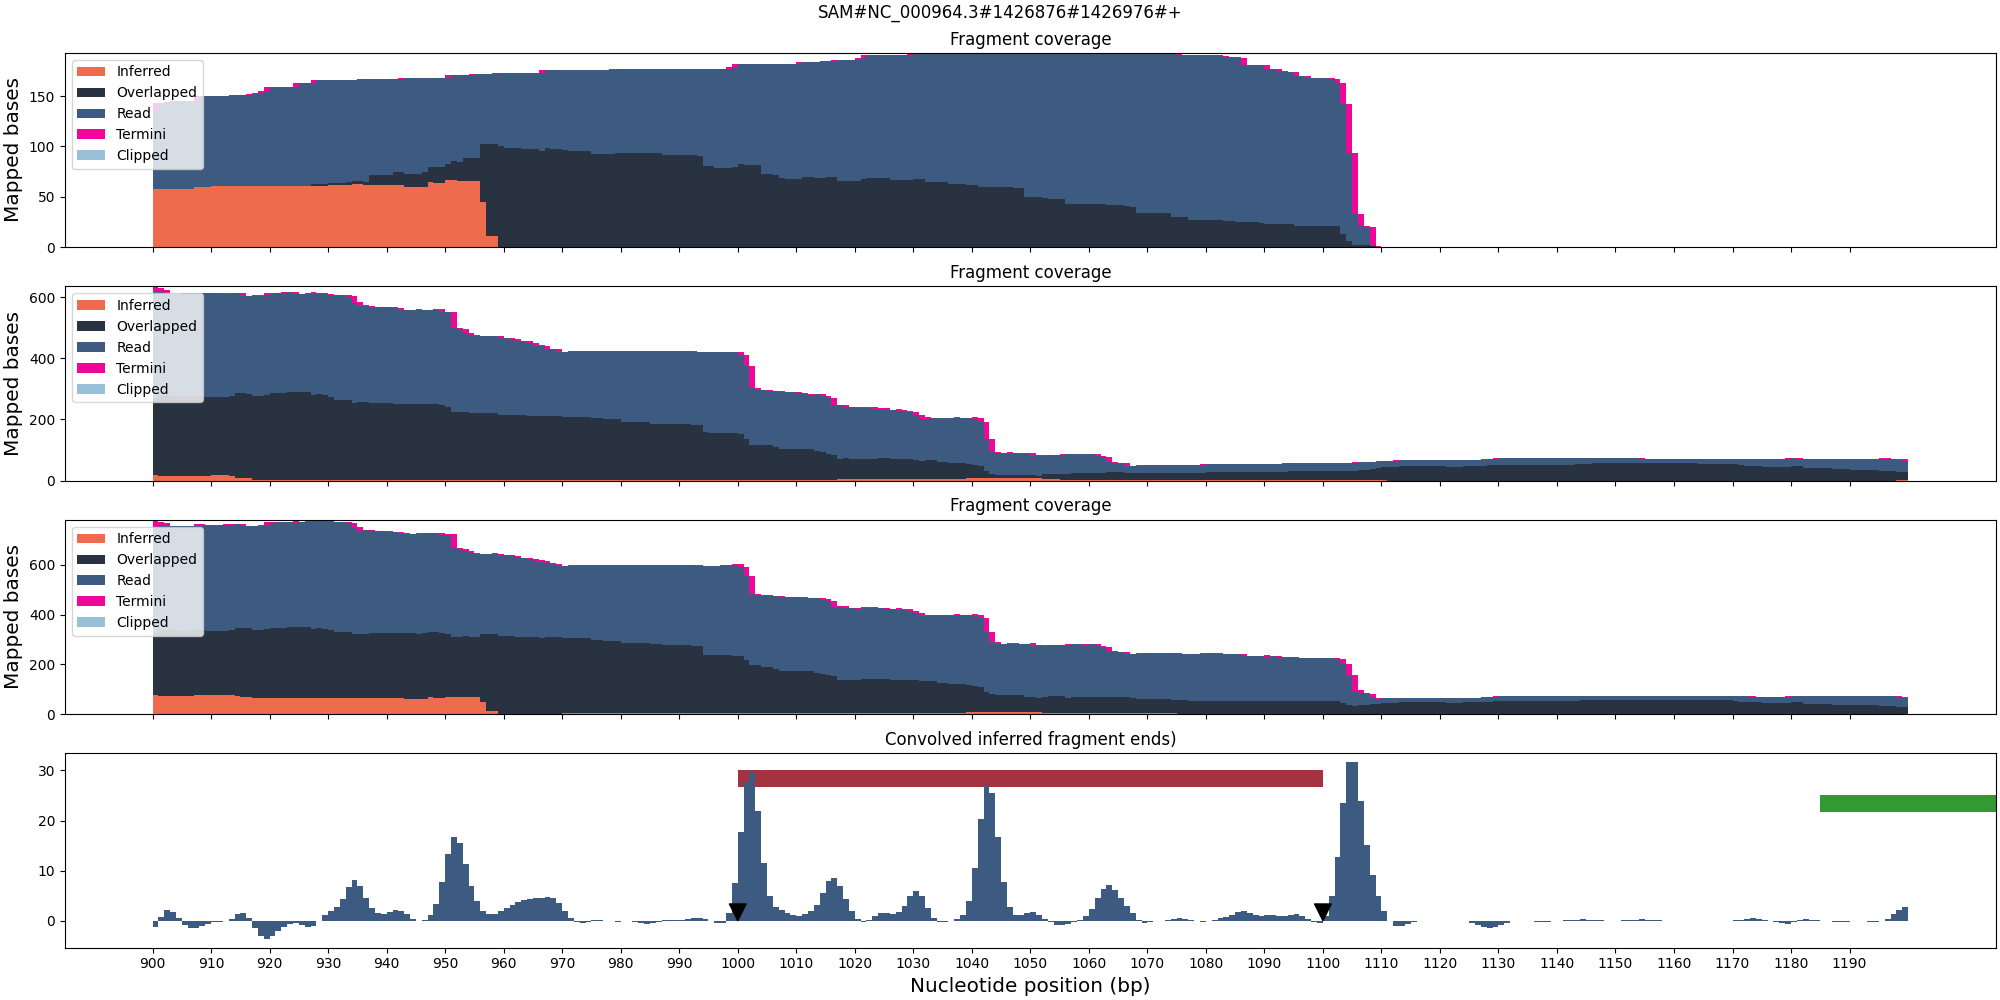 SAM#NC_000964.3#1426876#1426976#+
Fragment coverage
Mapped bases
150
100
50
0
Inferred
Overlapped
Read
Termini
Clipped
Fragment coverage
Mapped bases
600
400
200
0
Inferred
Overlapped
Read
Termini
Clipped
Fragment coverage
Mapped bases
600
400
200
0
Inferred
Overlapped
Read
Termini
Clipped
Convolved inferred fragment ends)
30
20
10
0
900 910 920 930 940 950 960 970 980 990 1000 1010 1020 1030 1040 1050 1060 1070 1080 1090 1100 1110 1120 1130 1140 1150 1160 1170 1180 1190
Nucleotide position (bp)